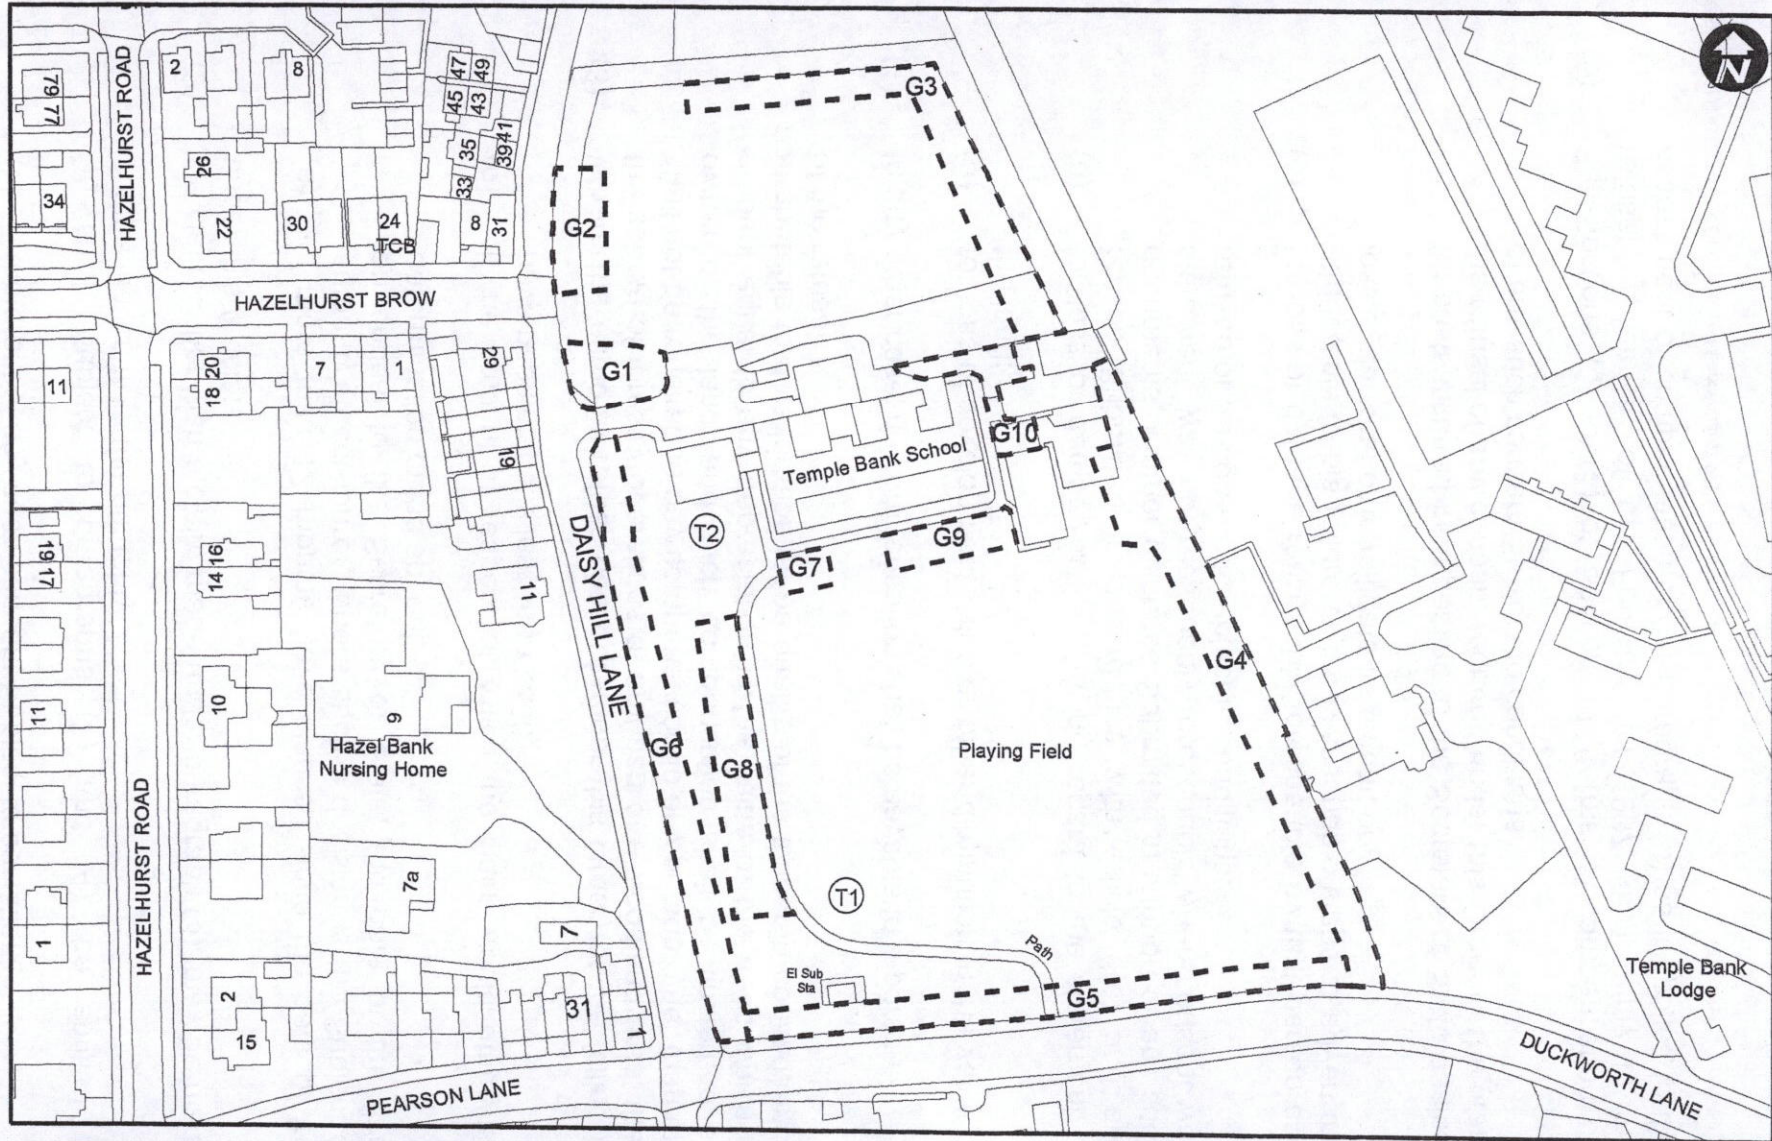 N
HAZELHURST ROAD
79 77
34
2
8
26
22
30
24
TCB
47
49
45
43
41
39
35
33
8
31
G3
G2
HAZELHURST BROW
11
20
18
7
1
29
19
G1
Temple Bank School
G10
19 17
16
14
11
DAISY HILL LANE
T2
G7
G9
G4
11
10
9
Hazel Bank
Nursing Home
G6
G8
Playing Field
HAZELHURST ROAD
7a
T1
1
7
2
15
31
1
El Sub
Sta
Path
G5
Temple Bank
Lodge
PEARSON LANE
DUCKWORTH LANE